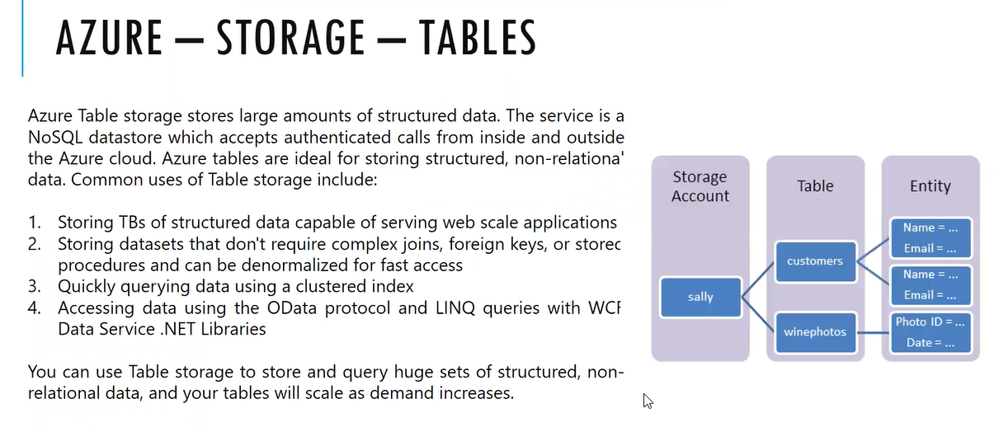 AZURE – STORAGE – TABLES
Azure Table storage stores large amounts of structured data. The service is a
NoSQL datastore which accepts authenticated calls from inside and outside
the Azure cloud. Azure tables are ideal for storing structured, non-relational
data. Common uses of Table storage include:
1. Storing TBs of structured data capable of serving web scale applications
2. Storing datasets that don't require complex joins, foreign keys, or stored
procedures and can be denormalized for fast access
3. Quickly querying data using a clustered index
4. Accessing data using the OData protocol and LINQ queries with WCF
Data Service .NET Libraries
You can use Table storage to store and query huge sets of structured, non-
relational data, and your tables will scale as demand increases.
Storage
Account
sally
Table
customers
winephotos
Entity
Name = ...
Email = ...
Name = ...
Email = ...
Photo ID = ...
Date = ...